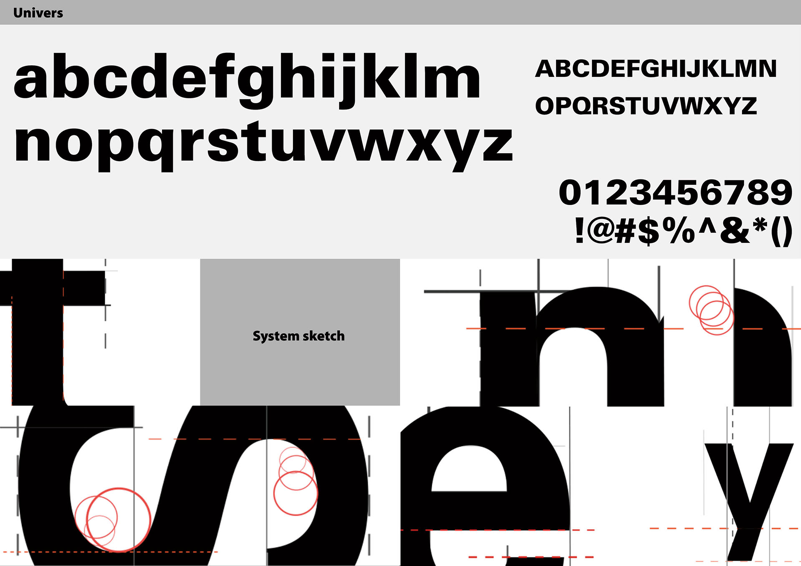 Univers
abcdefghijklm
nopqrstuvwxyz
ABCDEFGHIJKLMN
OPQRSTUVWXYZ
0123456789
!@#$%^&*()
t
System sketch
n
s
e
y